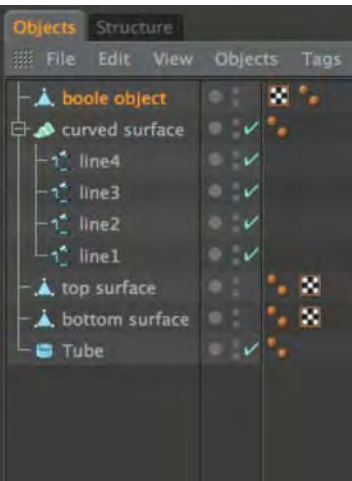 Objects Structure
File Edit View Objects Tags
boole object
curved surface
line4
line3
line2
line1
top surface
bottom surface
Tube